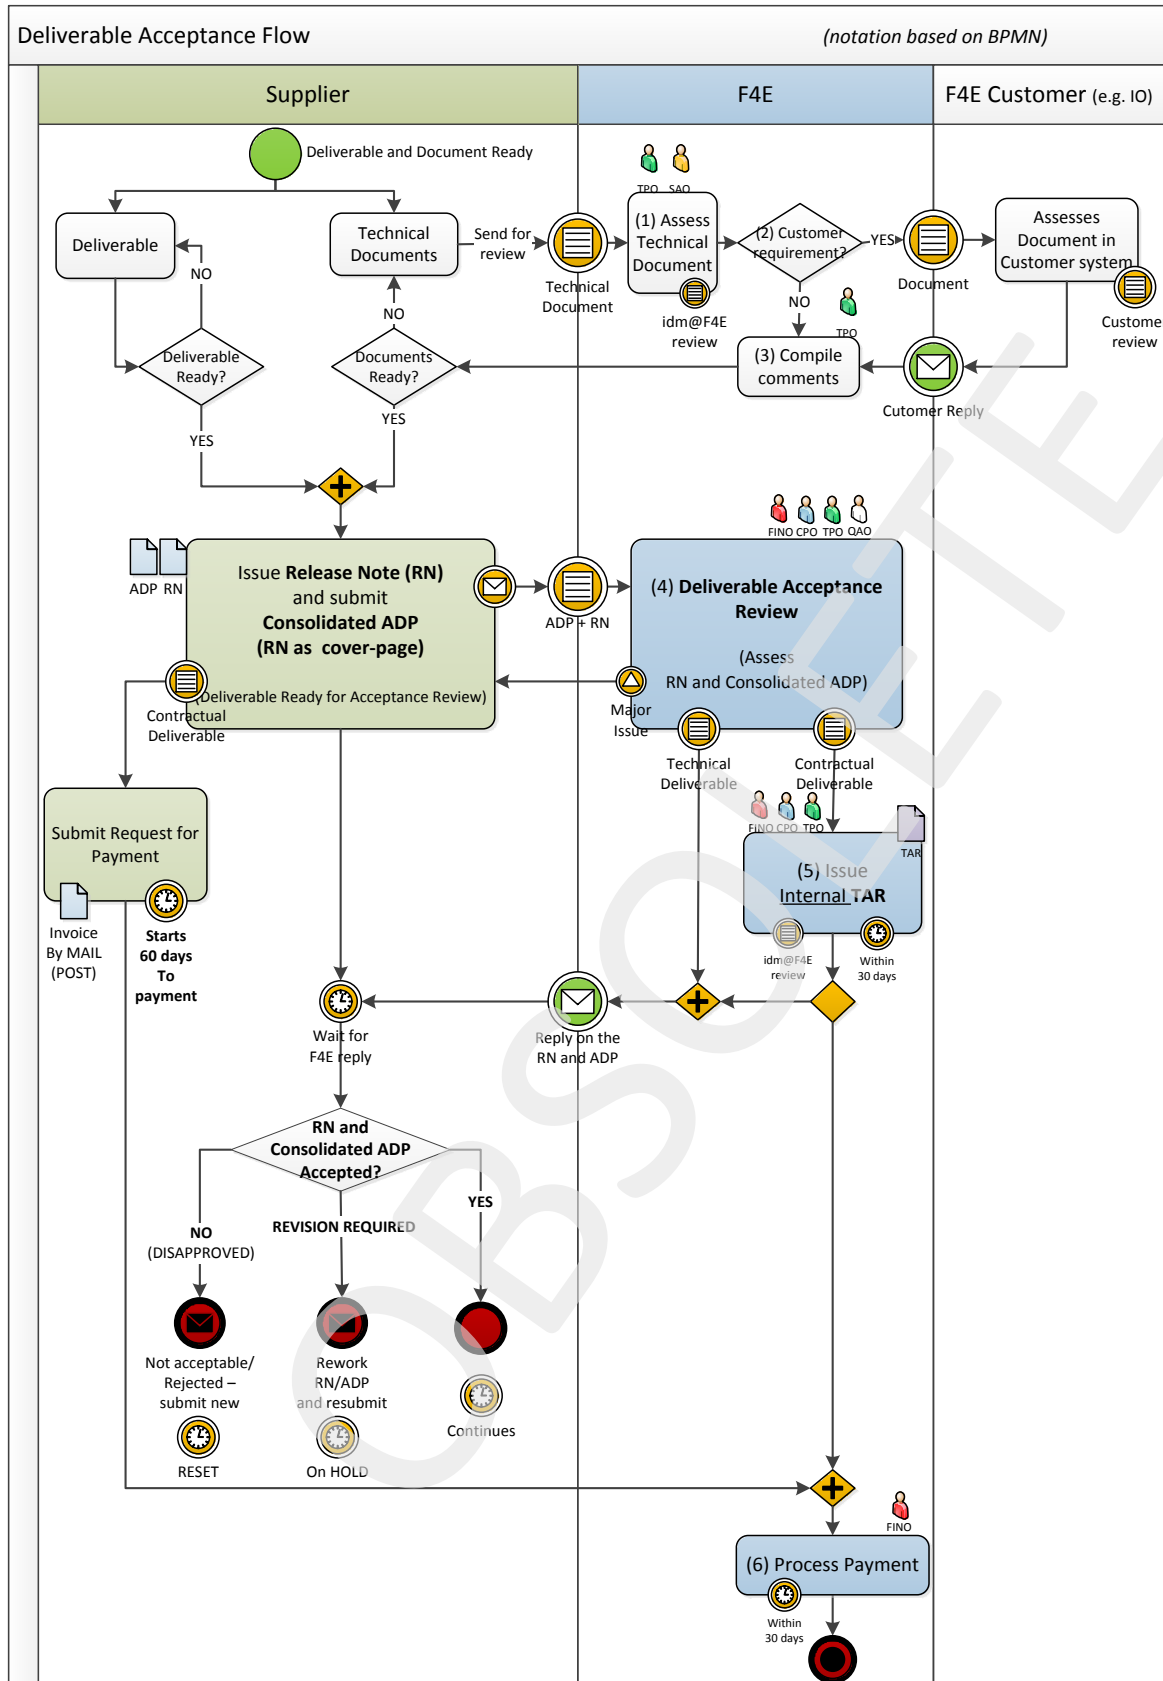 Deliverable Acceptance Flow
(notation based on BPMN)
Supplier
F4E
F4E Customer (e.g. IO)
Deliverable and Document Ready
TPO
SAO
Deliverable
Technical
Documents
Send for
review
Technical
Document
(1) Assess
Technical
Document
idm@F4E
review
(2) Customer
requirement?
YES
Document
Assesses
Document in
Customer system
Customer
review
NO
NO
NO
TPO
Deliverable
Ready?
Documents
Ready?
(3) Compile
comments
Cutomer Reply
YES
YES
FINO
CPO
TPO
QAO
ADP
RN
Issue Release Note (RN)
and submit
Consolidated ADP
(RN as cover-page)
(Deliverable Ready for Acceptance Review)
ADP + RN
(4) Deliverable Acceptance
Review
(Assess
RN and Consolidated ADP)
Contractual
Deliverable
Major
Issue
Technical
Deliverable
Contractual
Deliverable
FINO
CPO
TPO
TAR
Submit Request for
Payment
(5) Issue
Internal TAR
Invoice
By MAIL
(POST)
Starts
60 days
To
payment
idm@F4E
review
Within
30 days
Wait for
F4E reply
Reply on the
RN and ADP
RN and
Consolidated ADP
Accepted?
NO
(DISAPPROVED)
REVISION REQUIRED
YES
Not acceptable/
Rejected –
submit new
Rework
RN/ADP
and resubmit
Continues
RESET
On HOLD
FINO
(6) Process Payment
Within
30 days
OBSOLETE